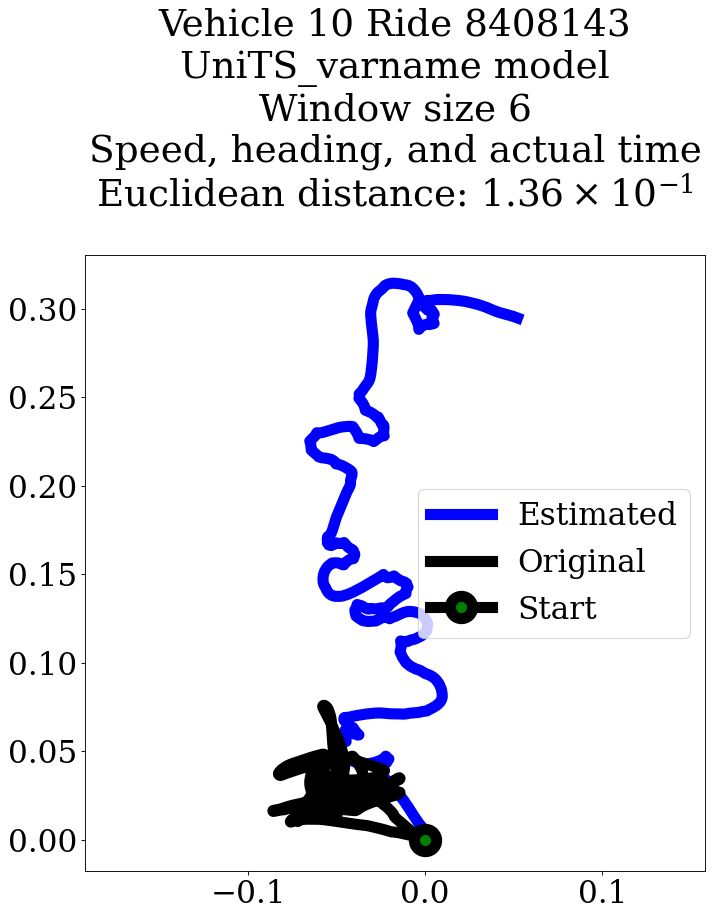 Vehicle 10 Ride 8408143
UniTS_varname model
Window size 6
Speed, heading, and actual time
Euclidean distance: 1.36 × 10⁻¹
0.30
0.25
0.20
0.15
0.10
0.05
0.00
Estimated
Original
Start
−0.1 0.0 0.1